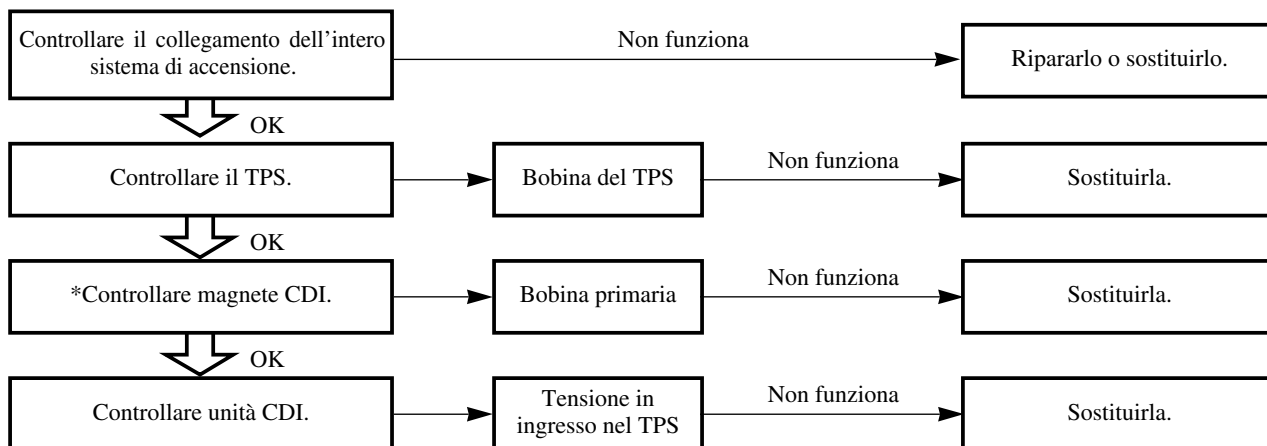 Controllare il collegamento dell'intero
sistema di accensione.
Non funziona
Ripararlo o sostituirlo.
OK
Controllare il TPS.
Bobina del TPS
Non funziona
Sostituirla.
OK
*Controllare magnete CDI.
Bobina primaria
Non funziona
Sostituirla.
OK
Controllare unità CDI.
Tensione in
ingresso nel TPS
Non funziona
Sostituirla.